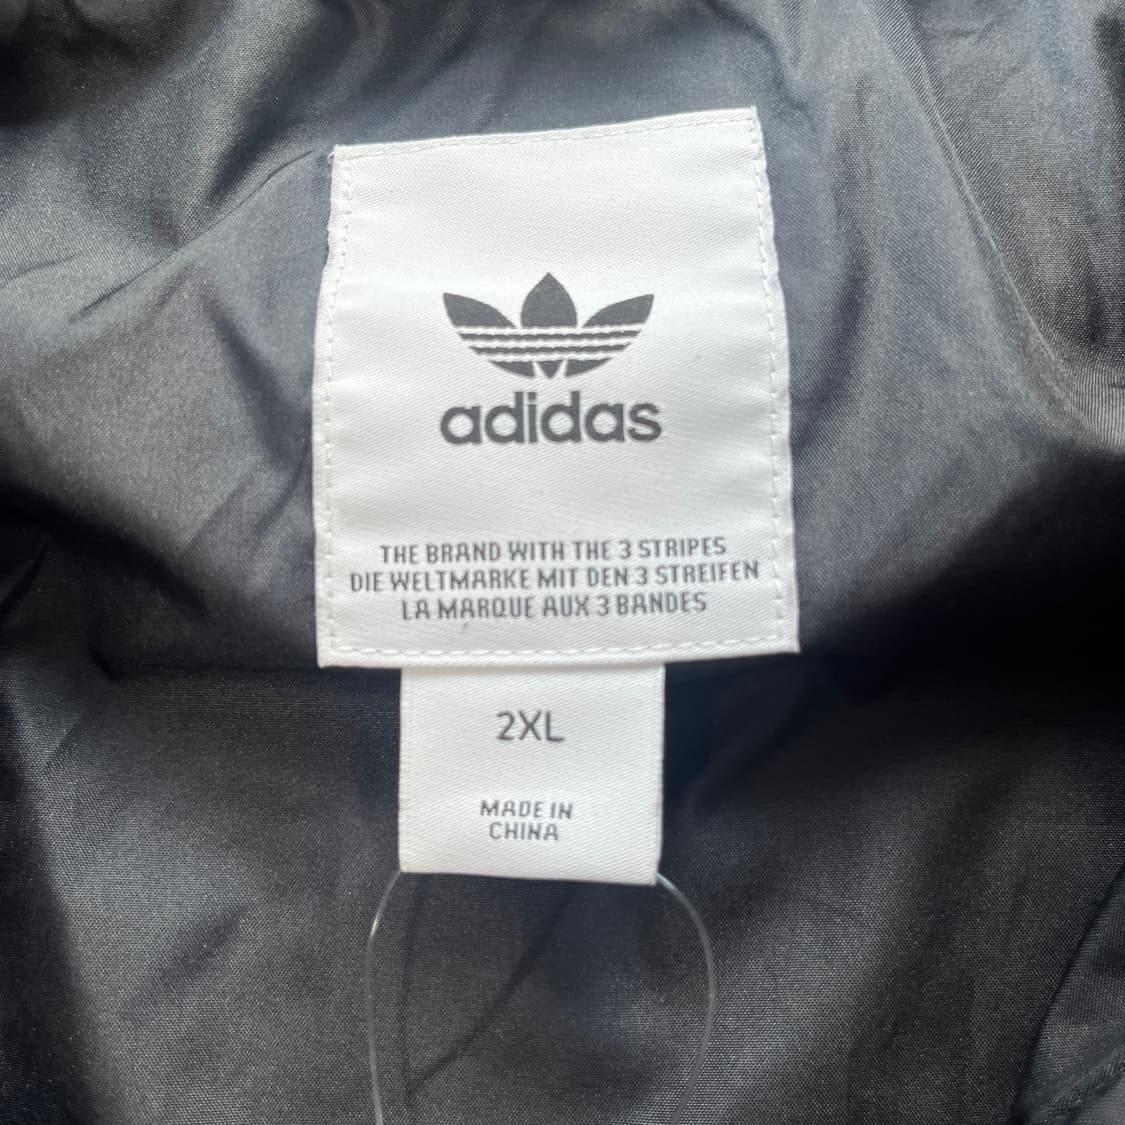 adidas
THE BRAND WITH THE 3 STRIPES
DIE WELTMARKE MIT DEN 3 STREIFEN
LA MARQUE AUX 3 BANDES
2XL
MADE IN
CHINA